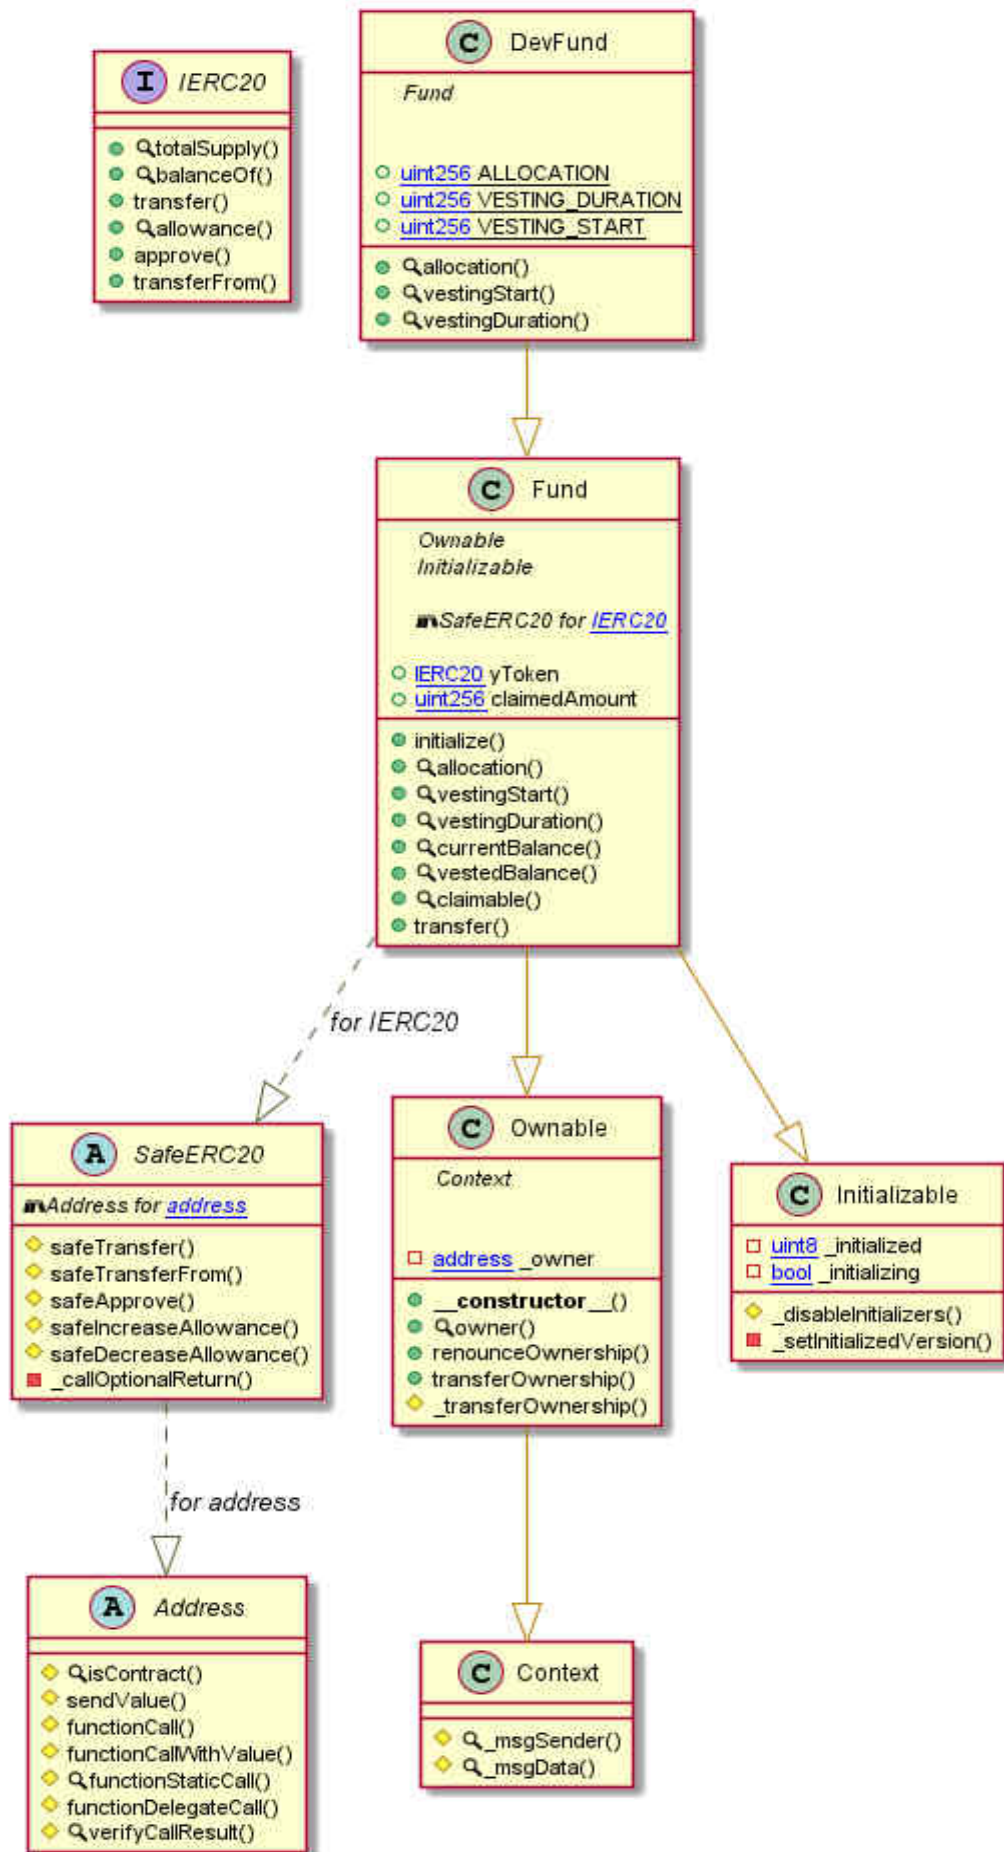 I IERC20
totalSupply()
balanceOf()
transfer()
allowance()
approve()
transferFrom()
C DevFund
Fund
uint256 ALLOCATION
uint256 VESTING_DURATION
uint256 VESTING_START
allocation()
vestingStart()
vestingDuration()
C Fund
Ownable
Initializable
SafeERC20 for IERC20
IERC20 yToken
uint256 claimedAmount
initialize()
allocation()
vestingStart()
vestingDuration()
currentBalance()
vestedBalance()
claimable()
transfer()
for IERC20
A SafeERC20
Address for address
safeTransfer()
safeTransferFrom()
safeApprove()
safeIncreaseAllowance()
safeDecreaseAllowance()
_callOptionalReturn()
C Ownable
Context
address _owner
__constructor__()
owner()
renounceOwnership()
transferOwnership()
_transferOwnership()
C Initializable
uint8 _initialized
bool _initializing
_disableInitializers()
_setInitializedVersion()
for address
A Address
isContract()
sendValue()
functionCall()
functionCallWithValue()
functionStaticCall()
functionDelegateCall()
verifyCallResult()
C Context
_msgSender()
_msgData()